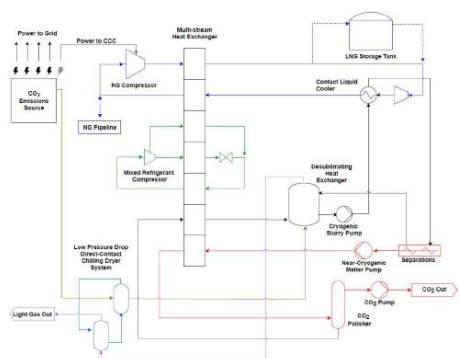 Power to Grid
Power to CCC
Multi-stream
Heat Exchanger
LNG Storage Tank
CO2
Emissions
Source
NG Compressor
Contact Liquid
Cooler
NG Pipeline
Mixed Refrigerant
Compressor
Desublimating
Heat
Exchanger
Cryogenic
Slurry Pump
Low Pressure Drop
Direct-Contact
Chilling Dryer
System
Near-Cryogenic
Melter Pump
Separations
Light Gas Out
CO2 Pump
CO2 Out
CO2
Polisher